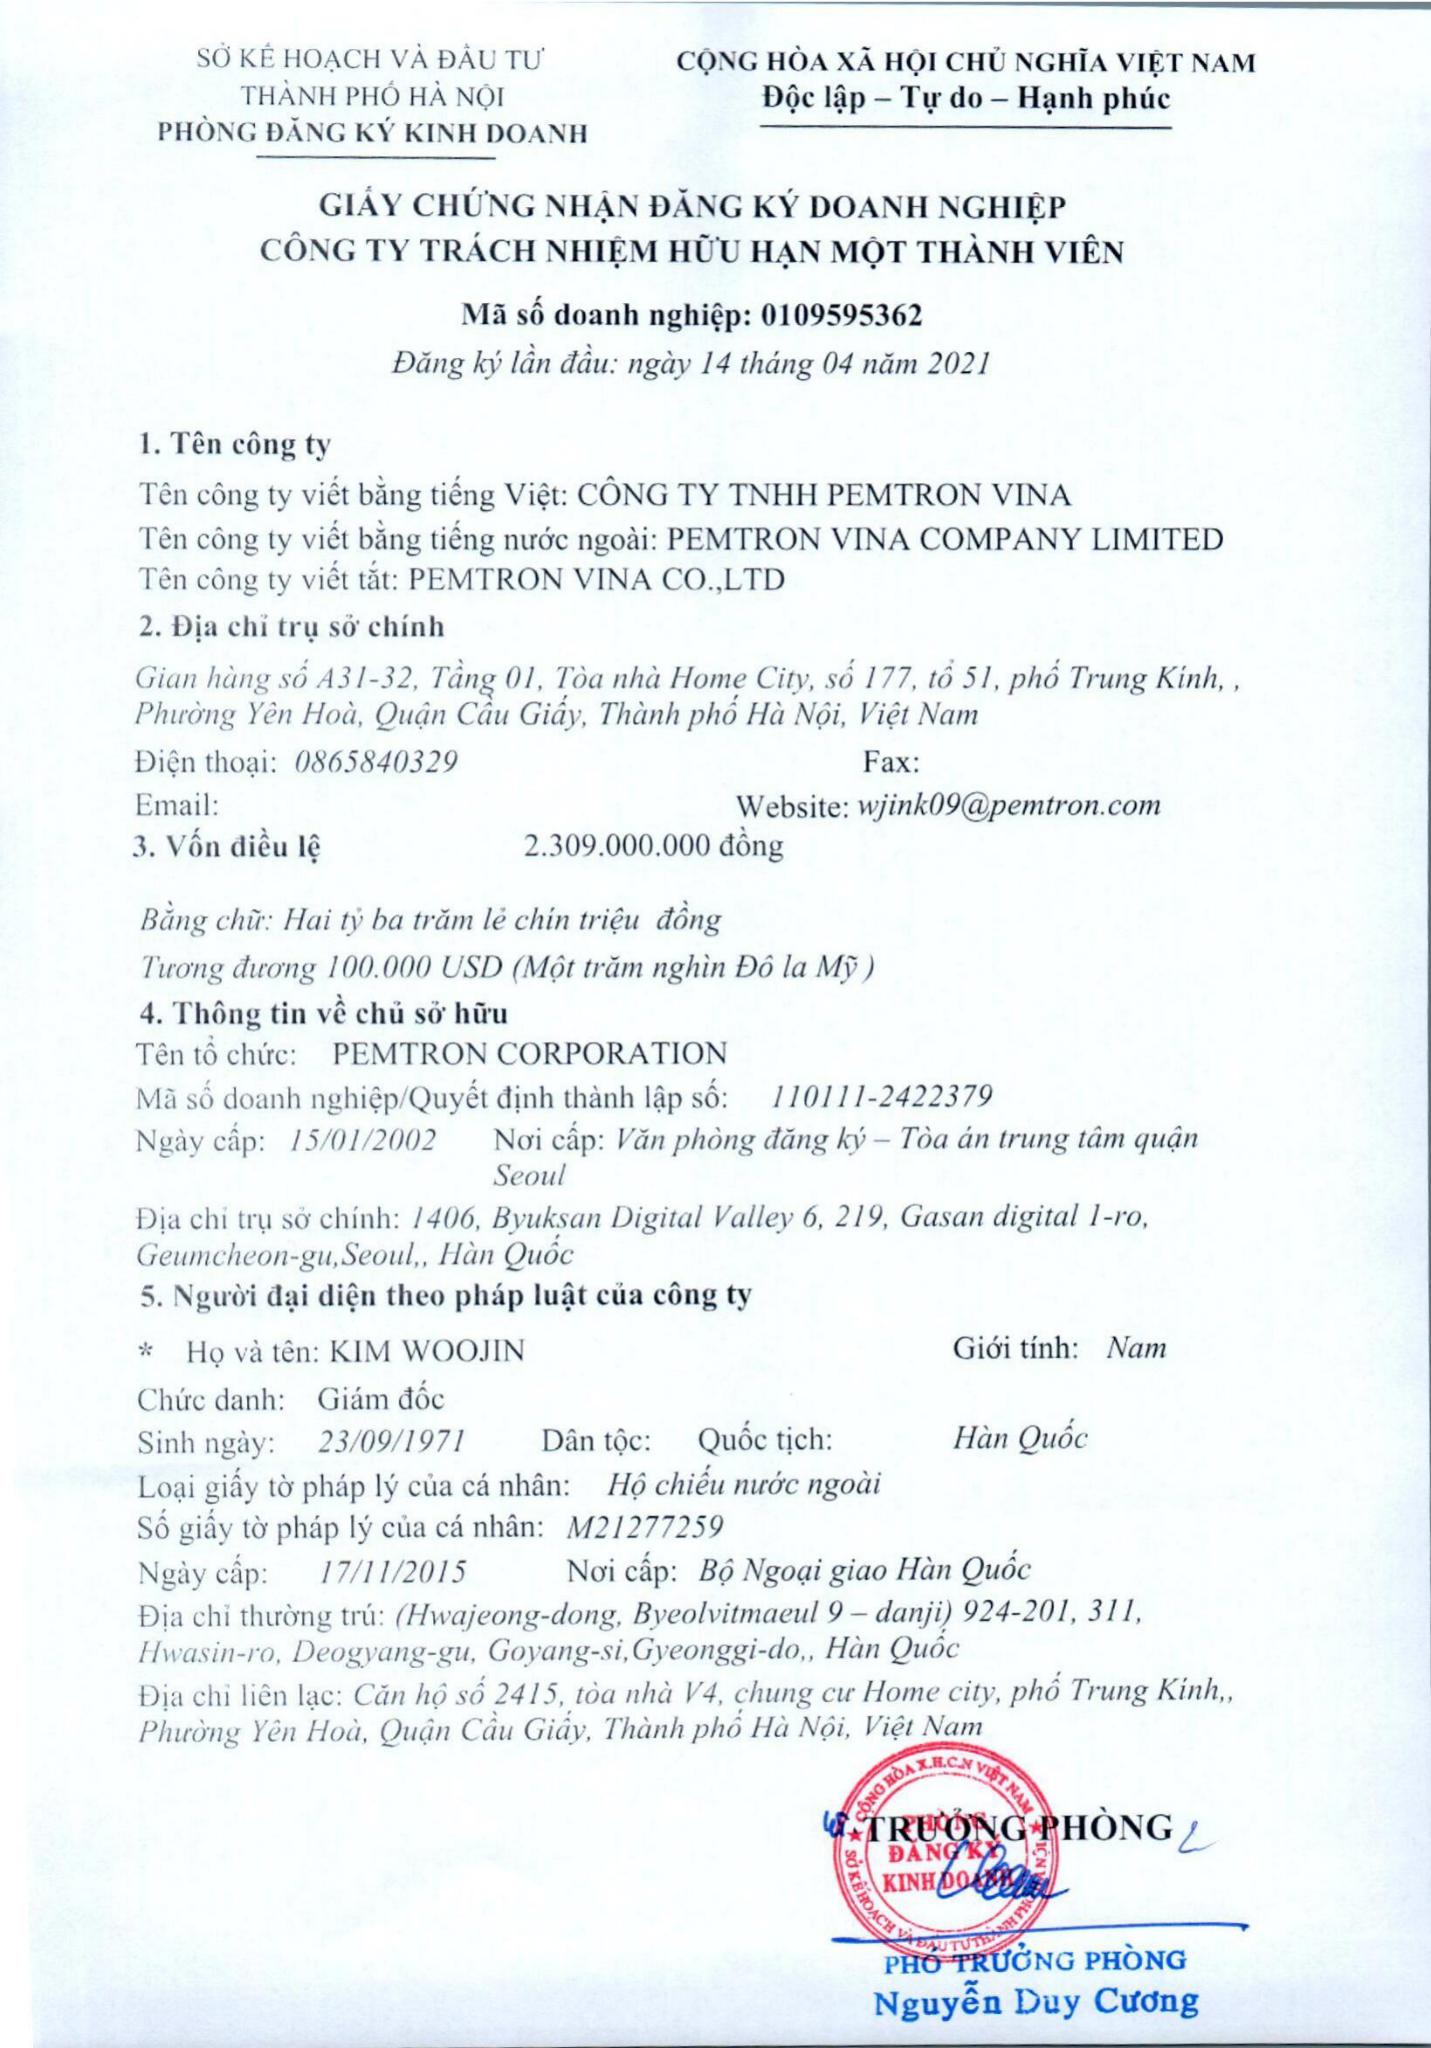 SỞ KẾ HOẠCH VÀ ĐẦU TƯ
THÀNH PHỐ HÀ NỘI
PHÒNG ĐĂNG KÝ KINH DOANH
CỘNG HÒA XÃ HỘI CHỦ NGHĨA VIỆT NAM
Độc lập – Tự do – Hạnh phúc
GIẤY CHỨNG NHẬN ĐĂNG KÝ DOANH NGHIỆP
CÔNG TY TRÁCH NHIỆM HỮU HẠN MỘT THÀNH VIÊN
Mã số doanh nghiệp: 0109595362
Đăng ký lần đầu: ngày 14 tháng 04 năm 2021
1. Tên công ty
Tên công ty viết bằng tiếng Việt: CÔNG TY TNHH PEMTRON VINA
Tên công ty viết bằng tiếng nước ngoài: PEMTRON VINA COMPANY LIMITED
Tên công ty viết tắt: PEMTRON VINA CO.,LTD
2. Địa chỉ trụ sở chính
Gian hàng số A31-32, Tầng 01, Tòa nhà Home City, số 177, tổ 51, phố Trung Kính, ,
Phường Yên Hoà, Quận Cầu Giấy, Thành phố Hà Nội, Việt Nam
Điện thoại: 0865840329 Fax:
Email: Website: wjink09@pemtron.com
3. Vốn điều lệ 2.309.000.000 đồng
Bằng chữ: Hai tỷ ba trăm lẻ chín triệu đồng
Tương đương 100.000 USD (Một trăm nghìn Đô la Mỹ )
4. Thông tin về chủ sở hữu
Tên tổ chức: PEMTRON CORPORATION
Mã số doanh nghiệp/Quyết định thành lập số: 110111-2422379
Ngày cấp: 15/01/2002 Nơi cấp: Văn phòng đăng ký – Tòa án trung tâm quận
Seoul
Địa chỉ trụ sở chính: 1406, Byuksan Digital Valley 6, 219, Gasan digital 1-ro,
Geumcheon-gu,Seoul,, Hàn Quốc
5. Người đại diện theo pháp luật của công ty
* Họ và tên: KIM WOOJIN Giới tính: Nam
Chức danh: Giám đốc
Sinh ngày: 23/09/1971 Dân tộc: Quốc tịch: Hàn Quốc
Loại giấy tờ pháp lý của cá nhân: Hộ chiếu nước ngoài
Số giấy tờ pháp lý của cá nhân: M21277259
Ngày cấp: 17/11/2015 Nơi cấp: Bộ Ngoại giao Hàn Quốc
Địa chỉ thường trú: (Hwajeong-dong, Byeolvitmaeul 9 – danji) 924-201, 311,
Hwasin-ro, Deogyang-gu, Goyang-si,Gyeonggi-do,, Hàn Quốc
Địa chỉ liên lạc: Căn hộ số 2415, tòa nhà V4, chung cư Home city, phố Trung Kính,,
Phường Yên Hoà, Quận Cầu Giấy, Thành phố Hà Nội, Việt Nam
TRƯỞNG PHÒNG
CỘNG HÒA X.H.C.N VIỆT NAM
PHÒNG
ĐĂNG KÝ
KINH DOANH
SỞ KẾ HOẠCH VÀ ĐẦU TƯ THÀNH PHỐ
PHÓ TRƯỞNG PHÒNG
Nguyễn Duy Cương